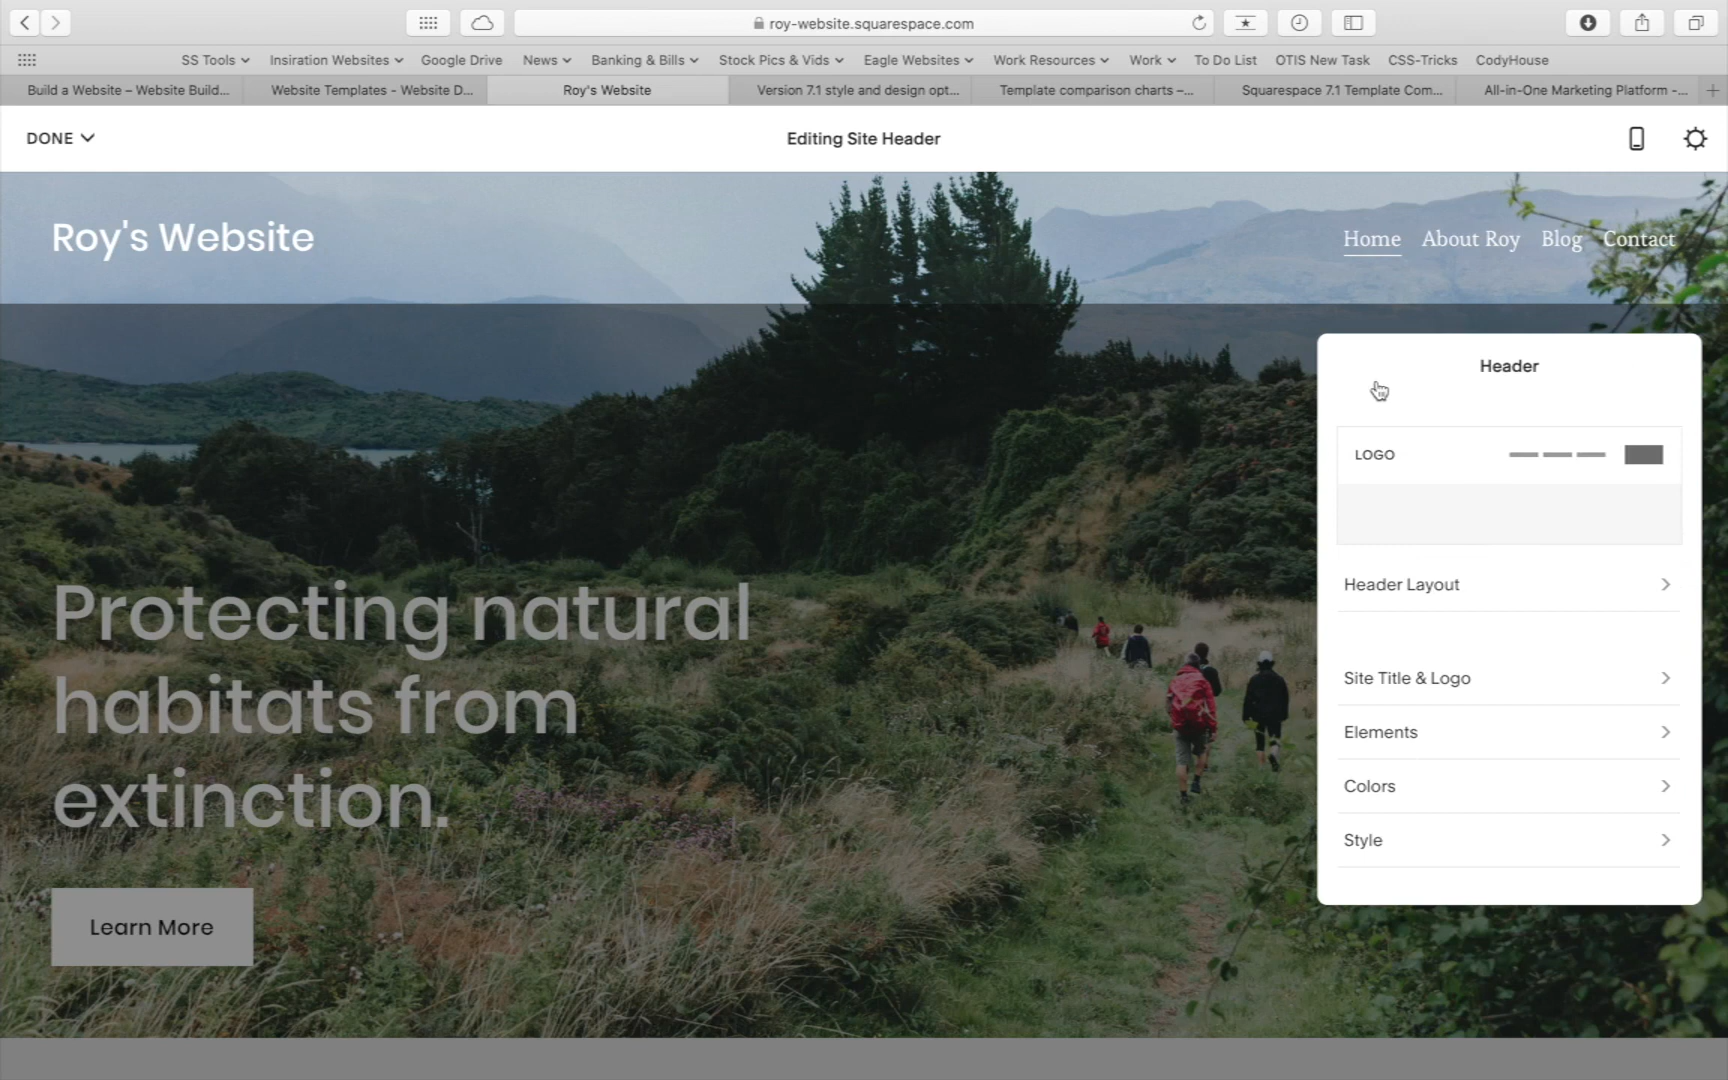 roy-website.squarespace.com
SS Tools Insiration Websites Google Drive News Banking & Bills Stock Pics & Vids Eagle Websites Work Resources Work To Do List OTIS New Task CSS-Tricks CodyHouse
Build a Website – Website Build... Website Templates - Website D... Roy's Website Version 7.1 style and design opt... Template comparison charts –... Squarespace 7.1 Template Com... All-in-One Marketing Platform -...
DONE Editing Site Header
Roy's Website Home About Roy Blog Contact
Header
LOGO
Header Layout
Site Title & Logo
Elements
Colors
Style
Protecting natural
habitats from
extinction.
Learn More